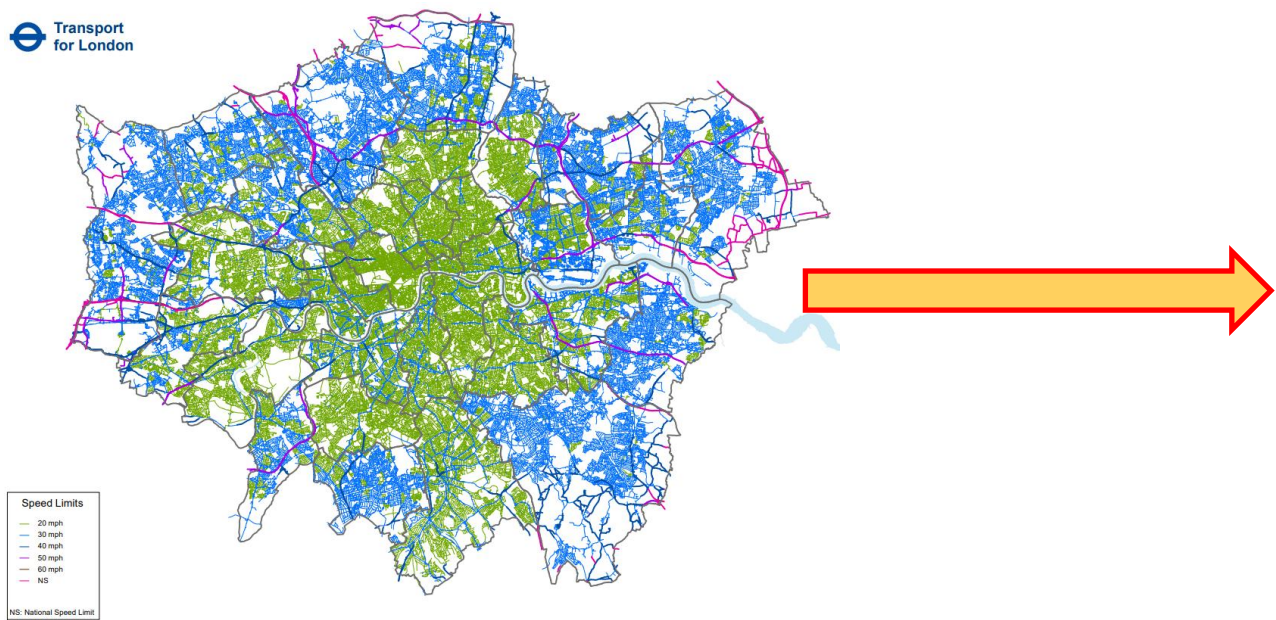 Transport
for London
Speed Limits
20 mph
30 mph
40 mph
50 mph
60 mph
NS
NS: National Speed Limit